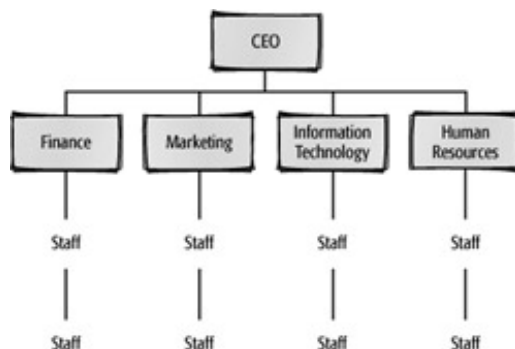 CEO
Finance
Marketing
Information
Technology
Human
Resources
Staff
Staff
Staff
Staff
Staff
Staff
Staff
Staff